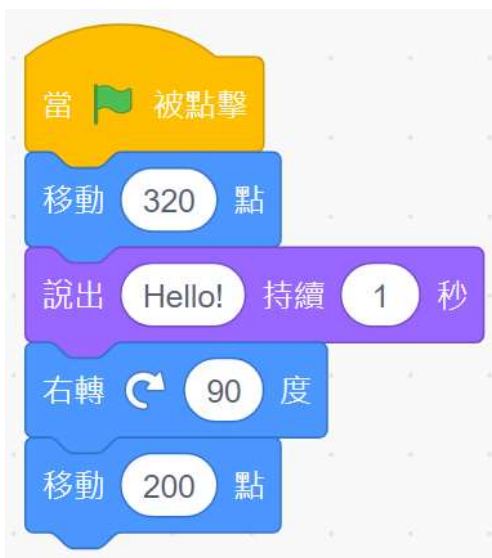 當 被點擊
移動 320 點
說出 Hello! 持續 1 秒
右轉 90 度
移動 200 點